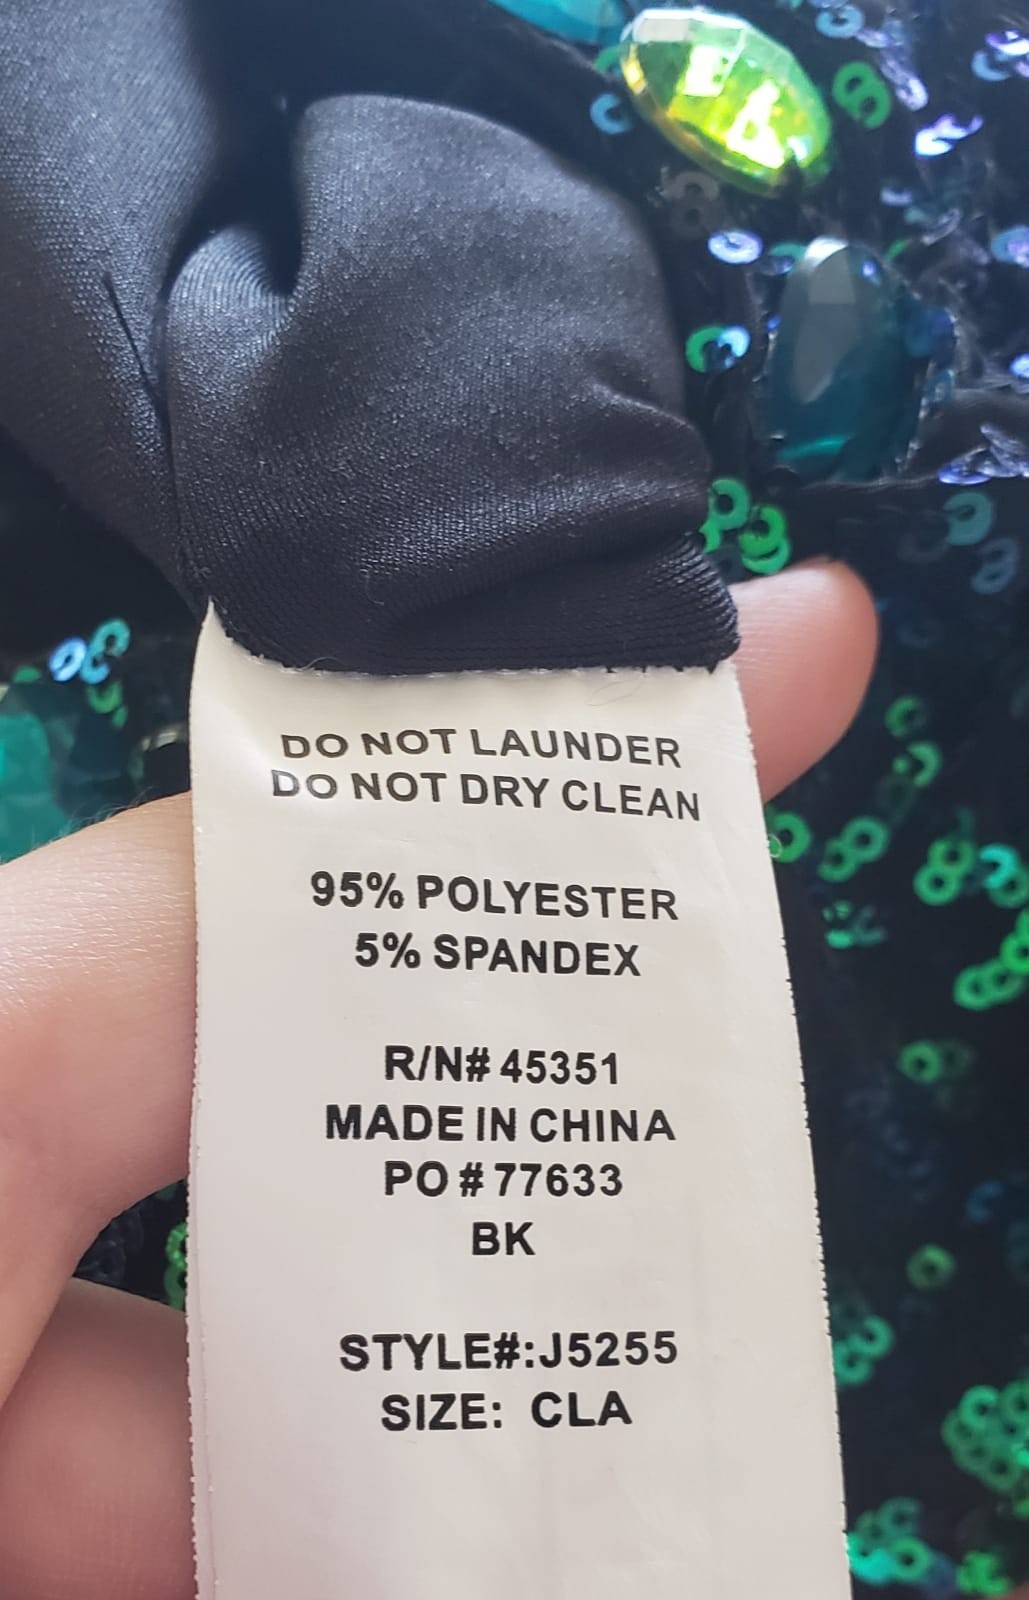 DO NOT LAUNDER
DO NOT DRY CLEAN
95% POLYESTER
5% SPANDEX
R/N# 45351
MADE IN CHINA
PO # 77633
BK
STYLE#:J5255
SIZE: CLA